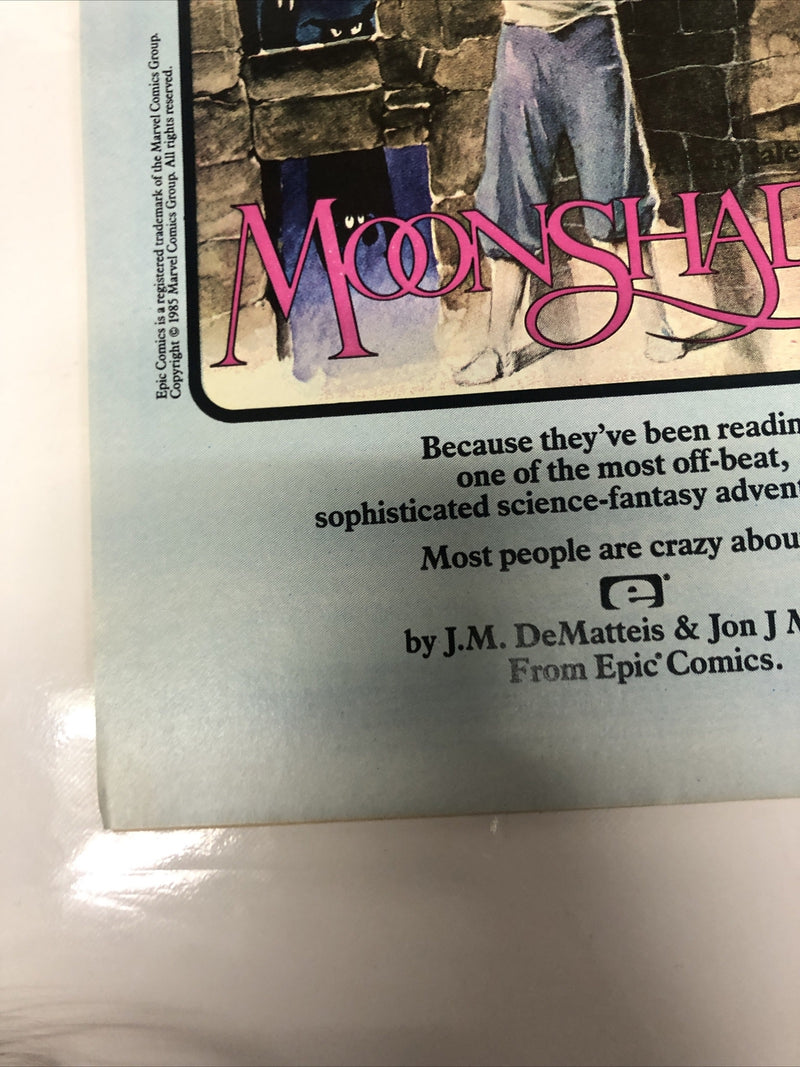 Epic Comics is a registered trademark of the Marvel Comics Group.
Copyright © 1985 Marvel Comics Group. All rights reserved.
MOONSHAD
Because they've been readin
one of the most off-beat,
sophisticated science-fantasy advent
Most people are crazy abou
e
by J.M. DeMatteis & Jon J M
From Epic® Comics.